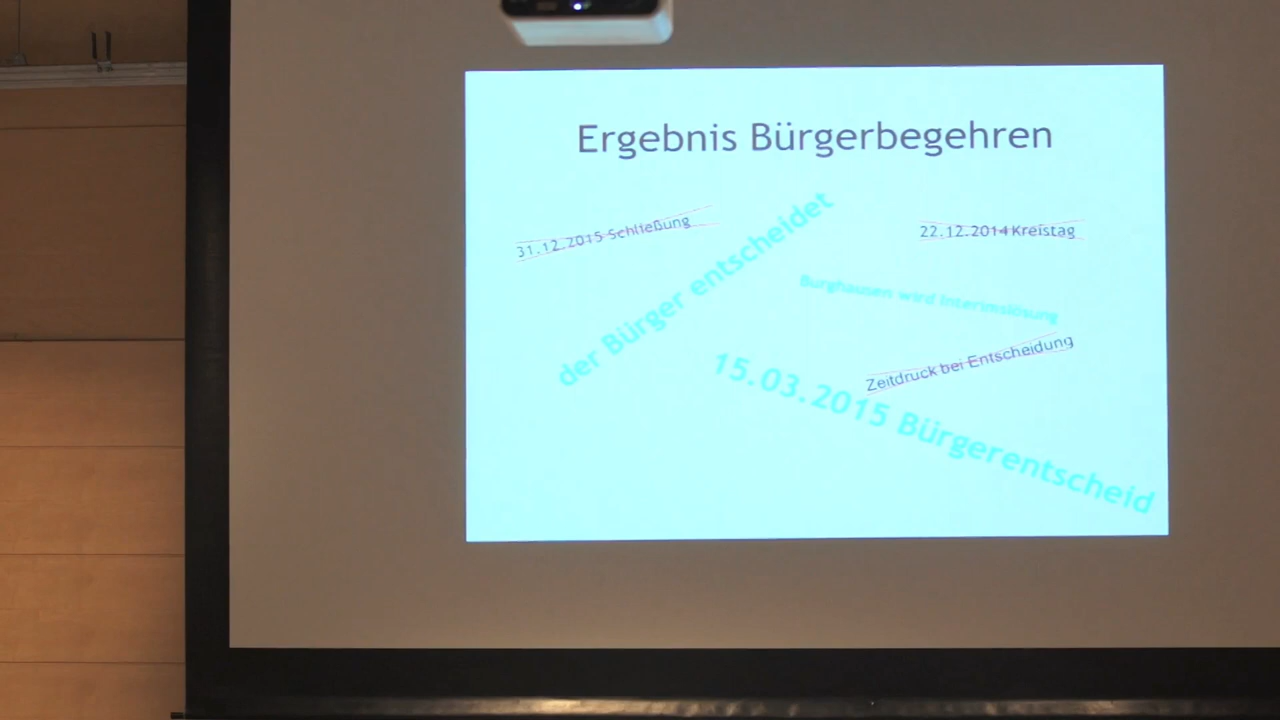 Ergebnis Bürgerbegehren
31.12.2015 Schließung
der Bürger entscheidet
22.12.2014 Kreistag
Burghausen wird Interimslösung
Zeitdruck bei Entscheidung
15.03.2015 Bürgerentscheid